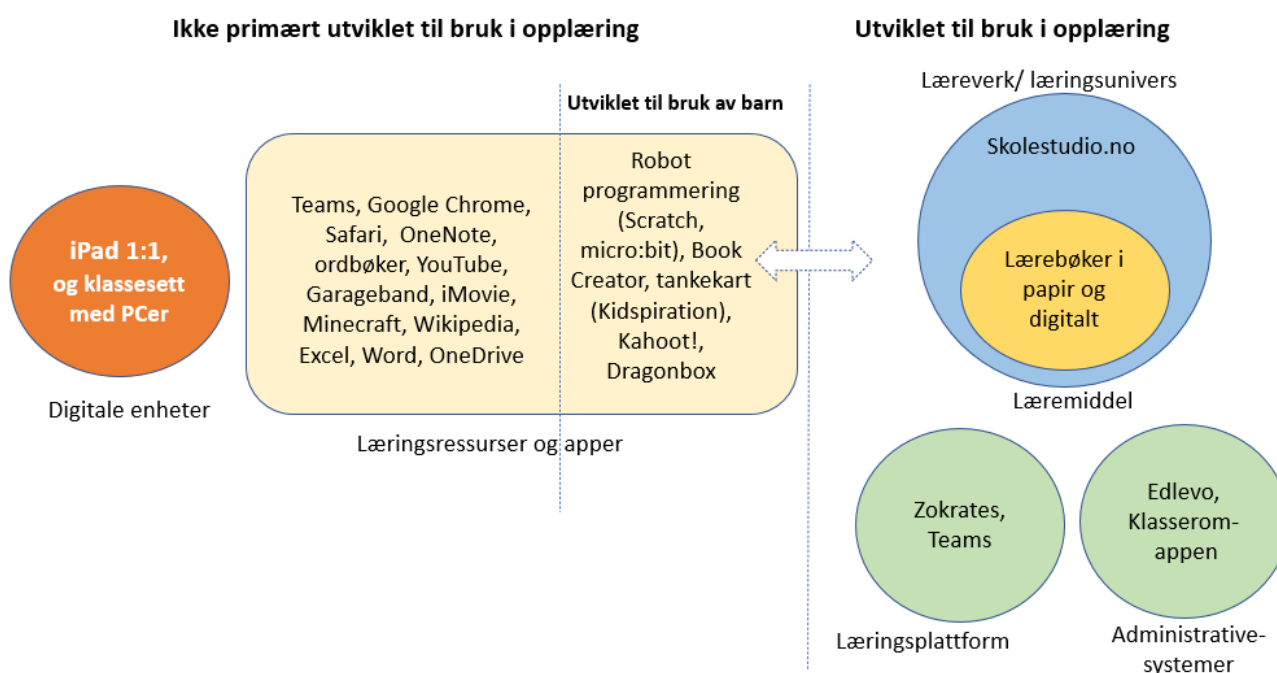 Ikke primært utviklet til bruk i opplæring
Utviklet til bruk i opplæring
Utviklet til bruk av barn
iPad 1:1,
og klassesett
med PCer
Digitale enheter
Teams, Google Chrome,
Safari, OneNote,
ordbøker, YouTube,
Garageband, iMovie,
Minecraft, Wikipedia,
Excel, Word, OneDrive
Robot
programmering
(Scratch,
micro:bit), Book
Creator, tankekart
(Kidspiration),
Kahoot!,
Dragonbox
Læringsressurser og apper
Læreverk/ læringsunivers
Skolestudio.no
Lærebøker i
papir og
digitalt
Læremiddel
Zokrates,
Teams
Læringsplattform
Edlevo,
Klasserom-
appen
Administrative-
systemer